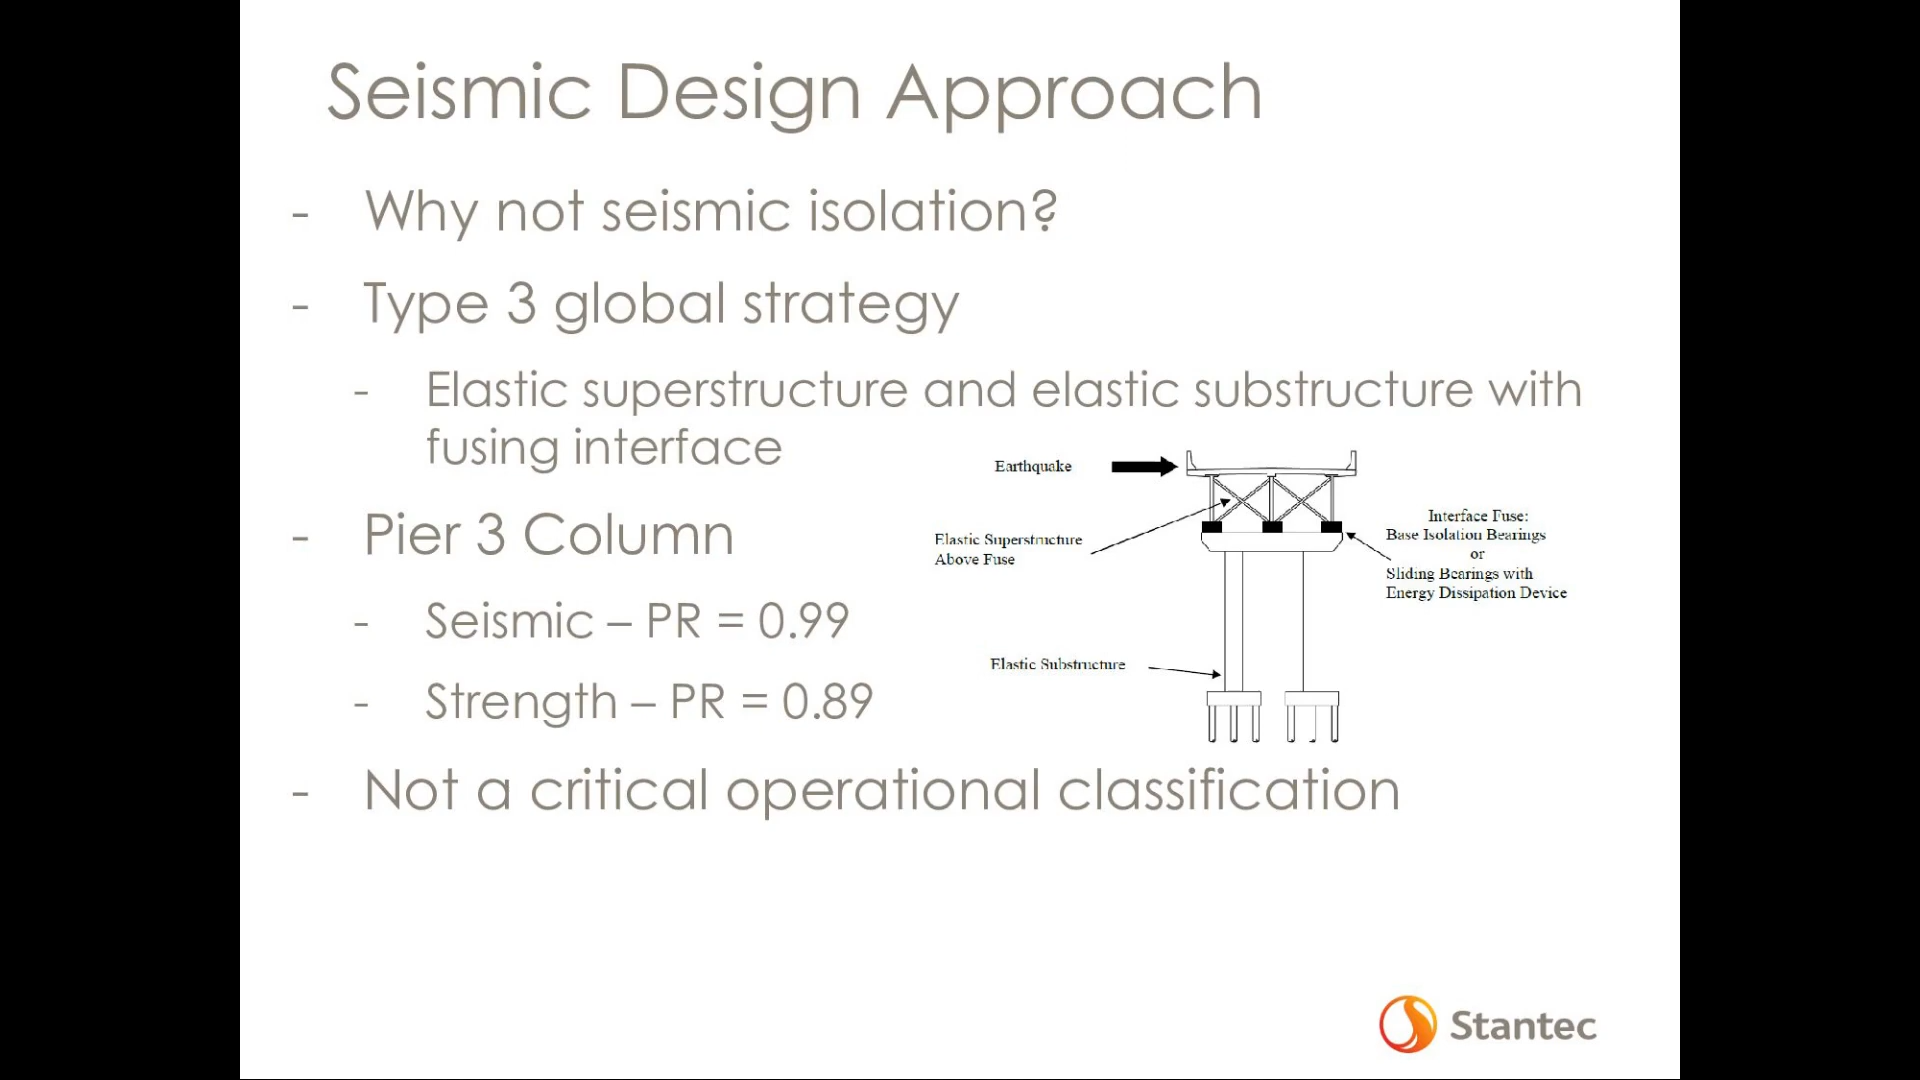 Seismic Design Approach
- Why not seismic isolation?
- Type 3 global strategy
- Elastic superstructure and elastic substructure with
fusing interface
- Pier 3 Column
- Seismic – PR = 0.99
- Strength – PR = 0.89
- Not a critical operational classification
Earthquake
Elastic Superstructure
Above Fuse
Interface Fuse:
Base Isolation Bearings
or
Sliding Bearings with
Energy Dissipation Device
Elastic Substructure
Stantec